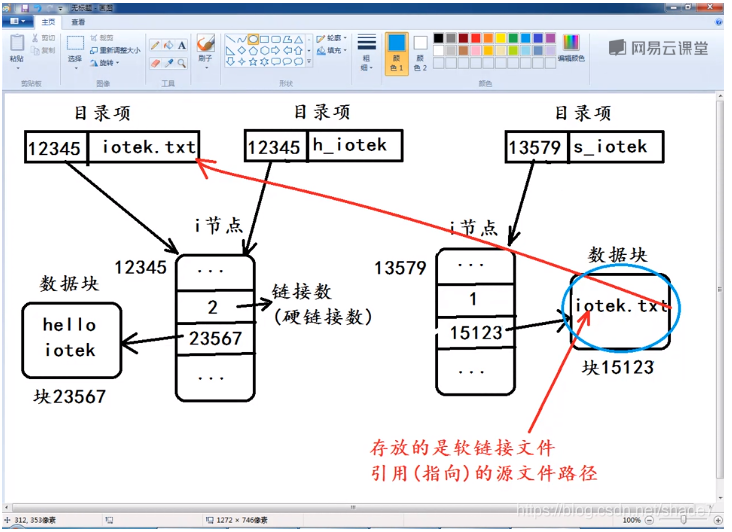 无标题 - 画图
主页
查看
粘贴
剪切
复制
剪贴板
选择
裁剪
重新调整大小
旋转
图像
A
工具
刷子
轮廓
填充
形状
粗细
颜色 1
颜色 2
颜色
编辑颜色
网易云课堂
目录项
目录项
目录项
12345
iotek.txt
12345
h_iotek
13579
s_iotek
i节点
i节点
12345
...
13579
...
数据块
数据块
链接数
(硬链接数)
2
1
hello
iotek
23567
15123
iotek.txt
...
...
块23567
块15123
存放的是软链接文件
引用(指向)的源文件路径
312, 353像素
1272 × 746像素
100%